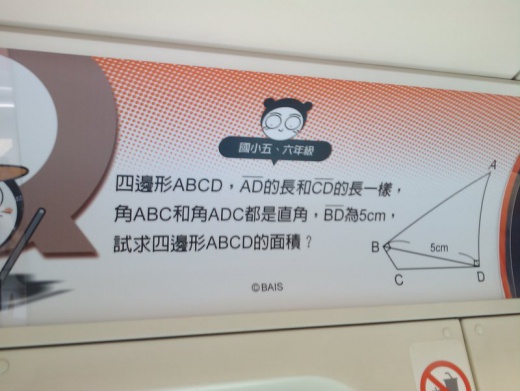 國小五、六年級
四邊形ABCD，AD的長和CD的長一樣，
角ABC和角ADC都是直角，BD為5cm，
試求四邊形ABCD的面積？
A
B
5cm
C
D
©BAIS